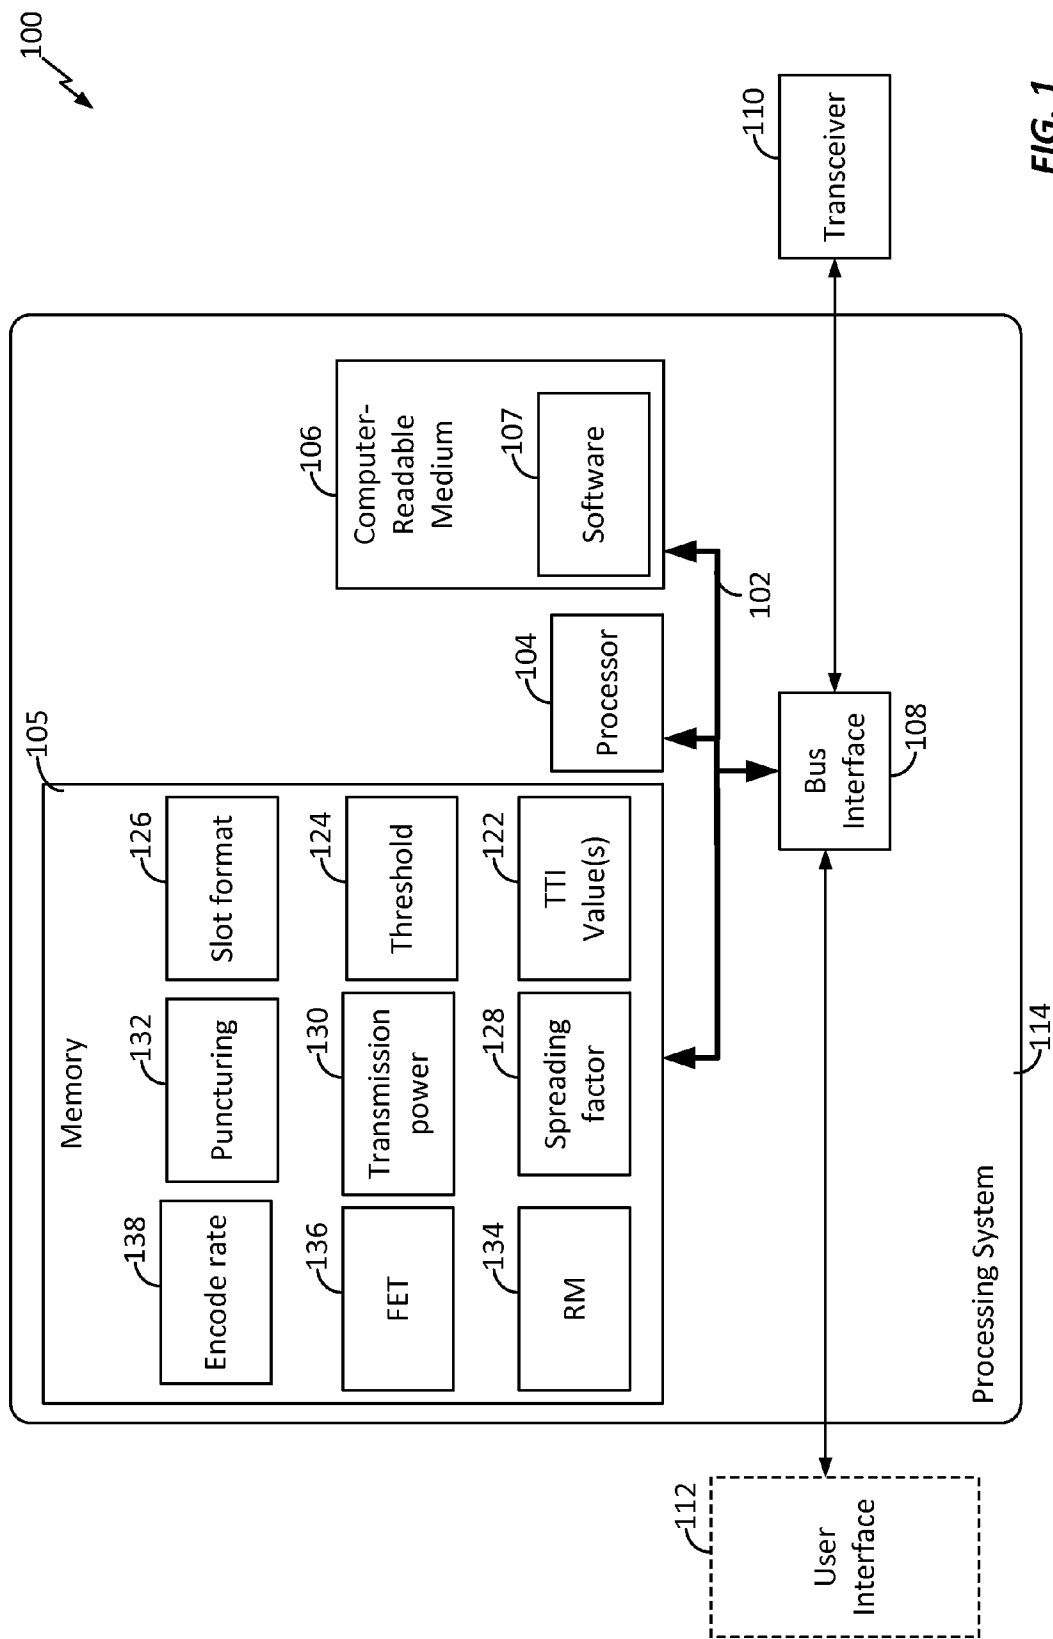 100
105
Memory
138
Encode rate
132
Puncturing
126
Slot format
136
FET
130
Transmission
power
124
Threshold
134
RM
128
Spreading
factor
122
TTI
Value(s)
104
Processor
106
Computer-
Readable
Medium
107
Software
102
112
User
Interface
Bus
Interface
108
110
Transceiver
Processing System
114
FIG. 1